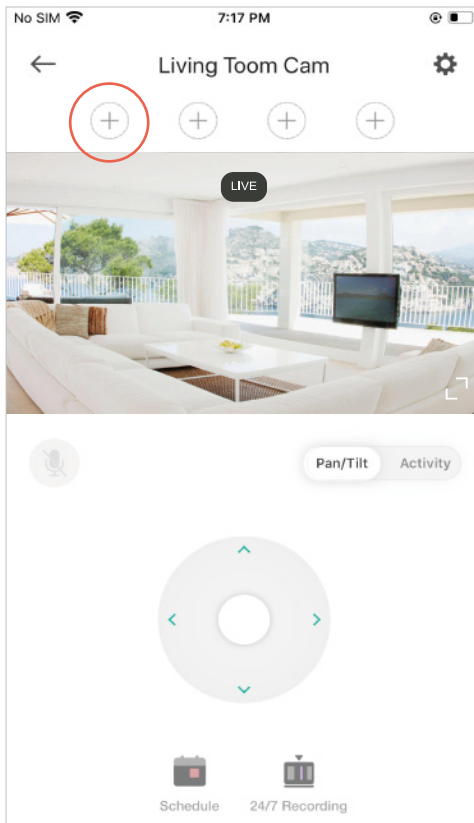 No SIM 7:17 PM
Living Toom Cam
LIVE
Pan/Tilt Activity
Schedule 24/7 Recording